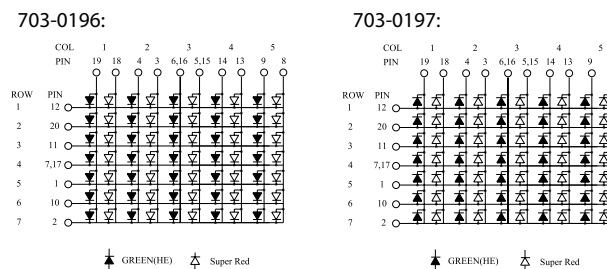 703-0196:
COL 1 2 3 4 5
PIN 19 18 4 3 6,16 5,15 14 13 9 8
ROW PIN
1 12
2 20
3 11
4 7,17
5 1
6 10
7 2
GREEN(HE) Super Red
703-0197:
COL 1 2 3 4 5
PIN 19 18 4 3 6,16 5,15 14 13 9
ROW PIN
1 12
2 20
3 11
4 7,17
5 1
6 10
7 2
GREEN(HE) Super Red